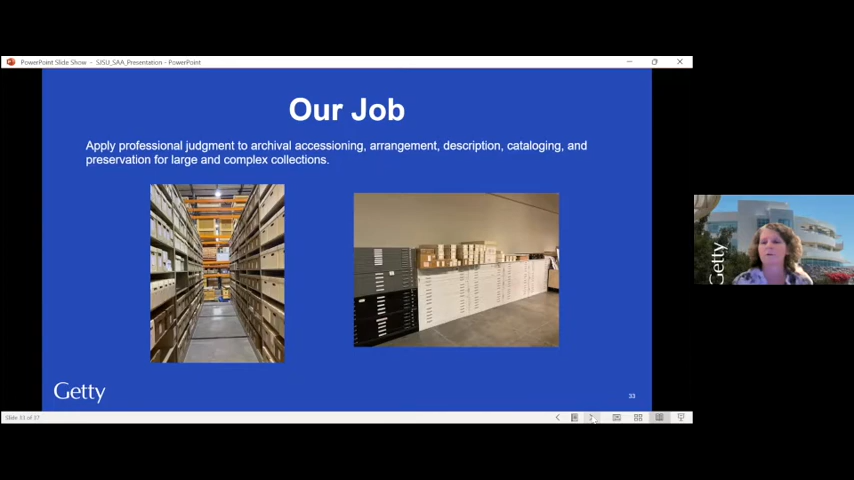 PowerPoint Slide Show - SJSU_SAA_Presentation - PowerPoint
Our Job
Apply professional judgment to archival accessioning, arrangement, description, cataloging, and
preservation for large and complex collections.
Getty
Getty
33
Slide 33 of 37